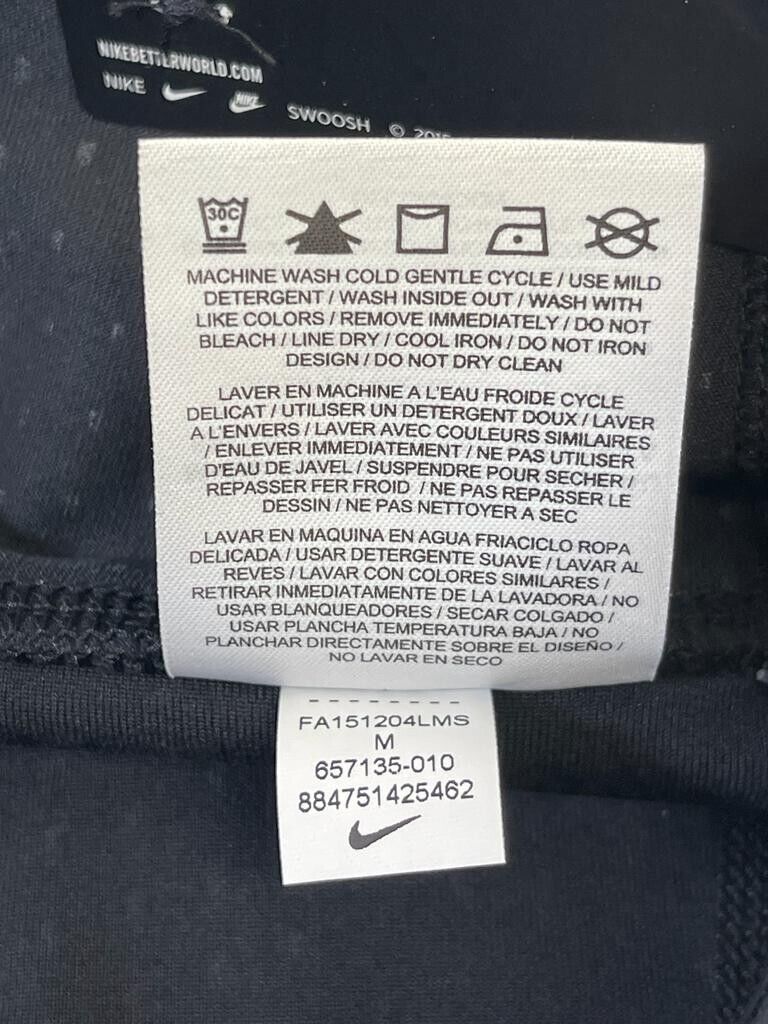 NIKEBETTERWORLD.COM
NIKE NIKE SWOOSH © 2015
30C
MACHINE WASH COLD GENTLE CYCLE / USE MILD
DETERGENT / WASH INSIDE OUT / WASH WITH
LIKE COLORS / REMOVE IMMEDIATELY / DO NOT
BLEACH / LINE DRY / COOL IRON / DO NOT IRON
DESIGN / DO NOT DRY CLEAN
LAVER EN MACHINE A L'EAU FROIDE CYCLE
DELICAT / UTILISER UN DETERGENT DOUX / LAVER
A L'ENVERS / LAVER AVEC COULEURS SIMILAIRES
/ ENLEVER IMMEDIATEMENT / NE PAS UTILISER
D'EAU DE JAVEL / SUSPENDRE POUR SECHER /
REPASSER FER FROID / NE PAS REPASSER LE
DESSIN / NE PAS NETTOYER A SEC
LAVAR EN MAQUINA EN AGUA FRIACICLO ROPA
DELICADA / USAR DETERGENTE SUAVE / LAVAR AL
REVES / LAVAR CON COLORES SIMILARES /
RETIRAR INMEDIATAMENTE DE LA LAVADORA / NO
USAR BLANQUEADORES / SECAR COLGADO /
USAR PLANCHA TEMPERATURA BAJA / NO
PLANCHAR DIRECTAMENTE SOBRE EL DISEÑO /
NO LAVAR EN SECO
FA151204LMS
M
657135-010
884751425462